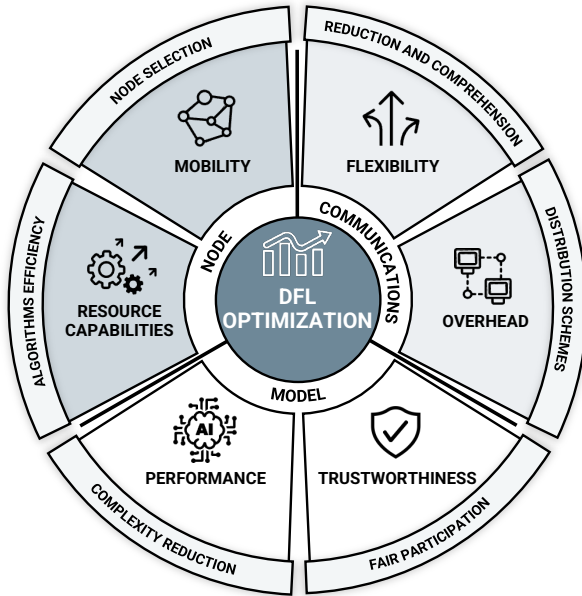 NODE SELECTION
REDUCTION AND COMPREHENSION
MOBILITY
FLEXIBILITY
ALGORITHMS EFFICIENCY
DISTRIBUTION SCHEMES
NODE
COMMUNICATIONS
RESOURCE
CAPABILITIES
DFL
OPTIMIZATION
OVERHEAD
MODEL
AI
PERFORMANCE
TRUSTWORTHINESS
COMPLEXITY REDUCTION
FAIR PARTICIPATION